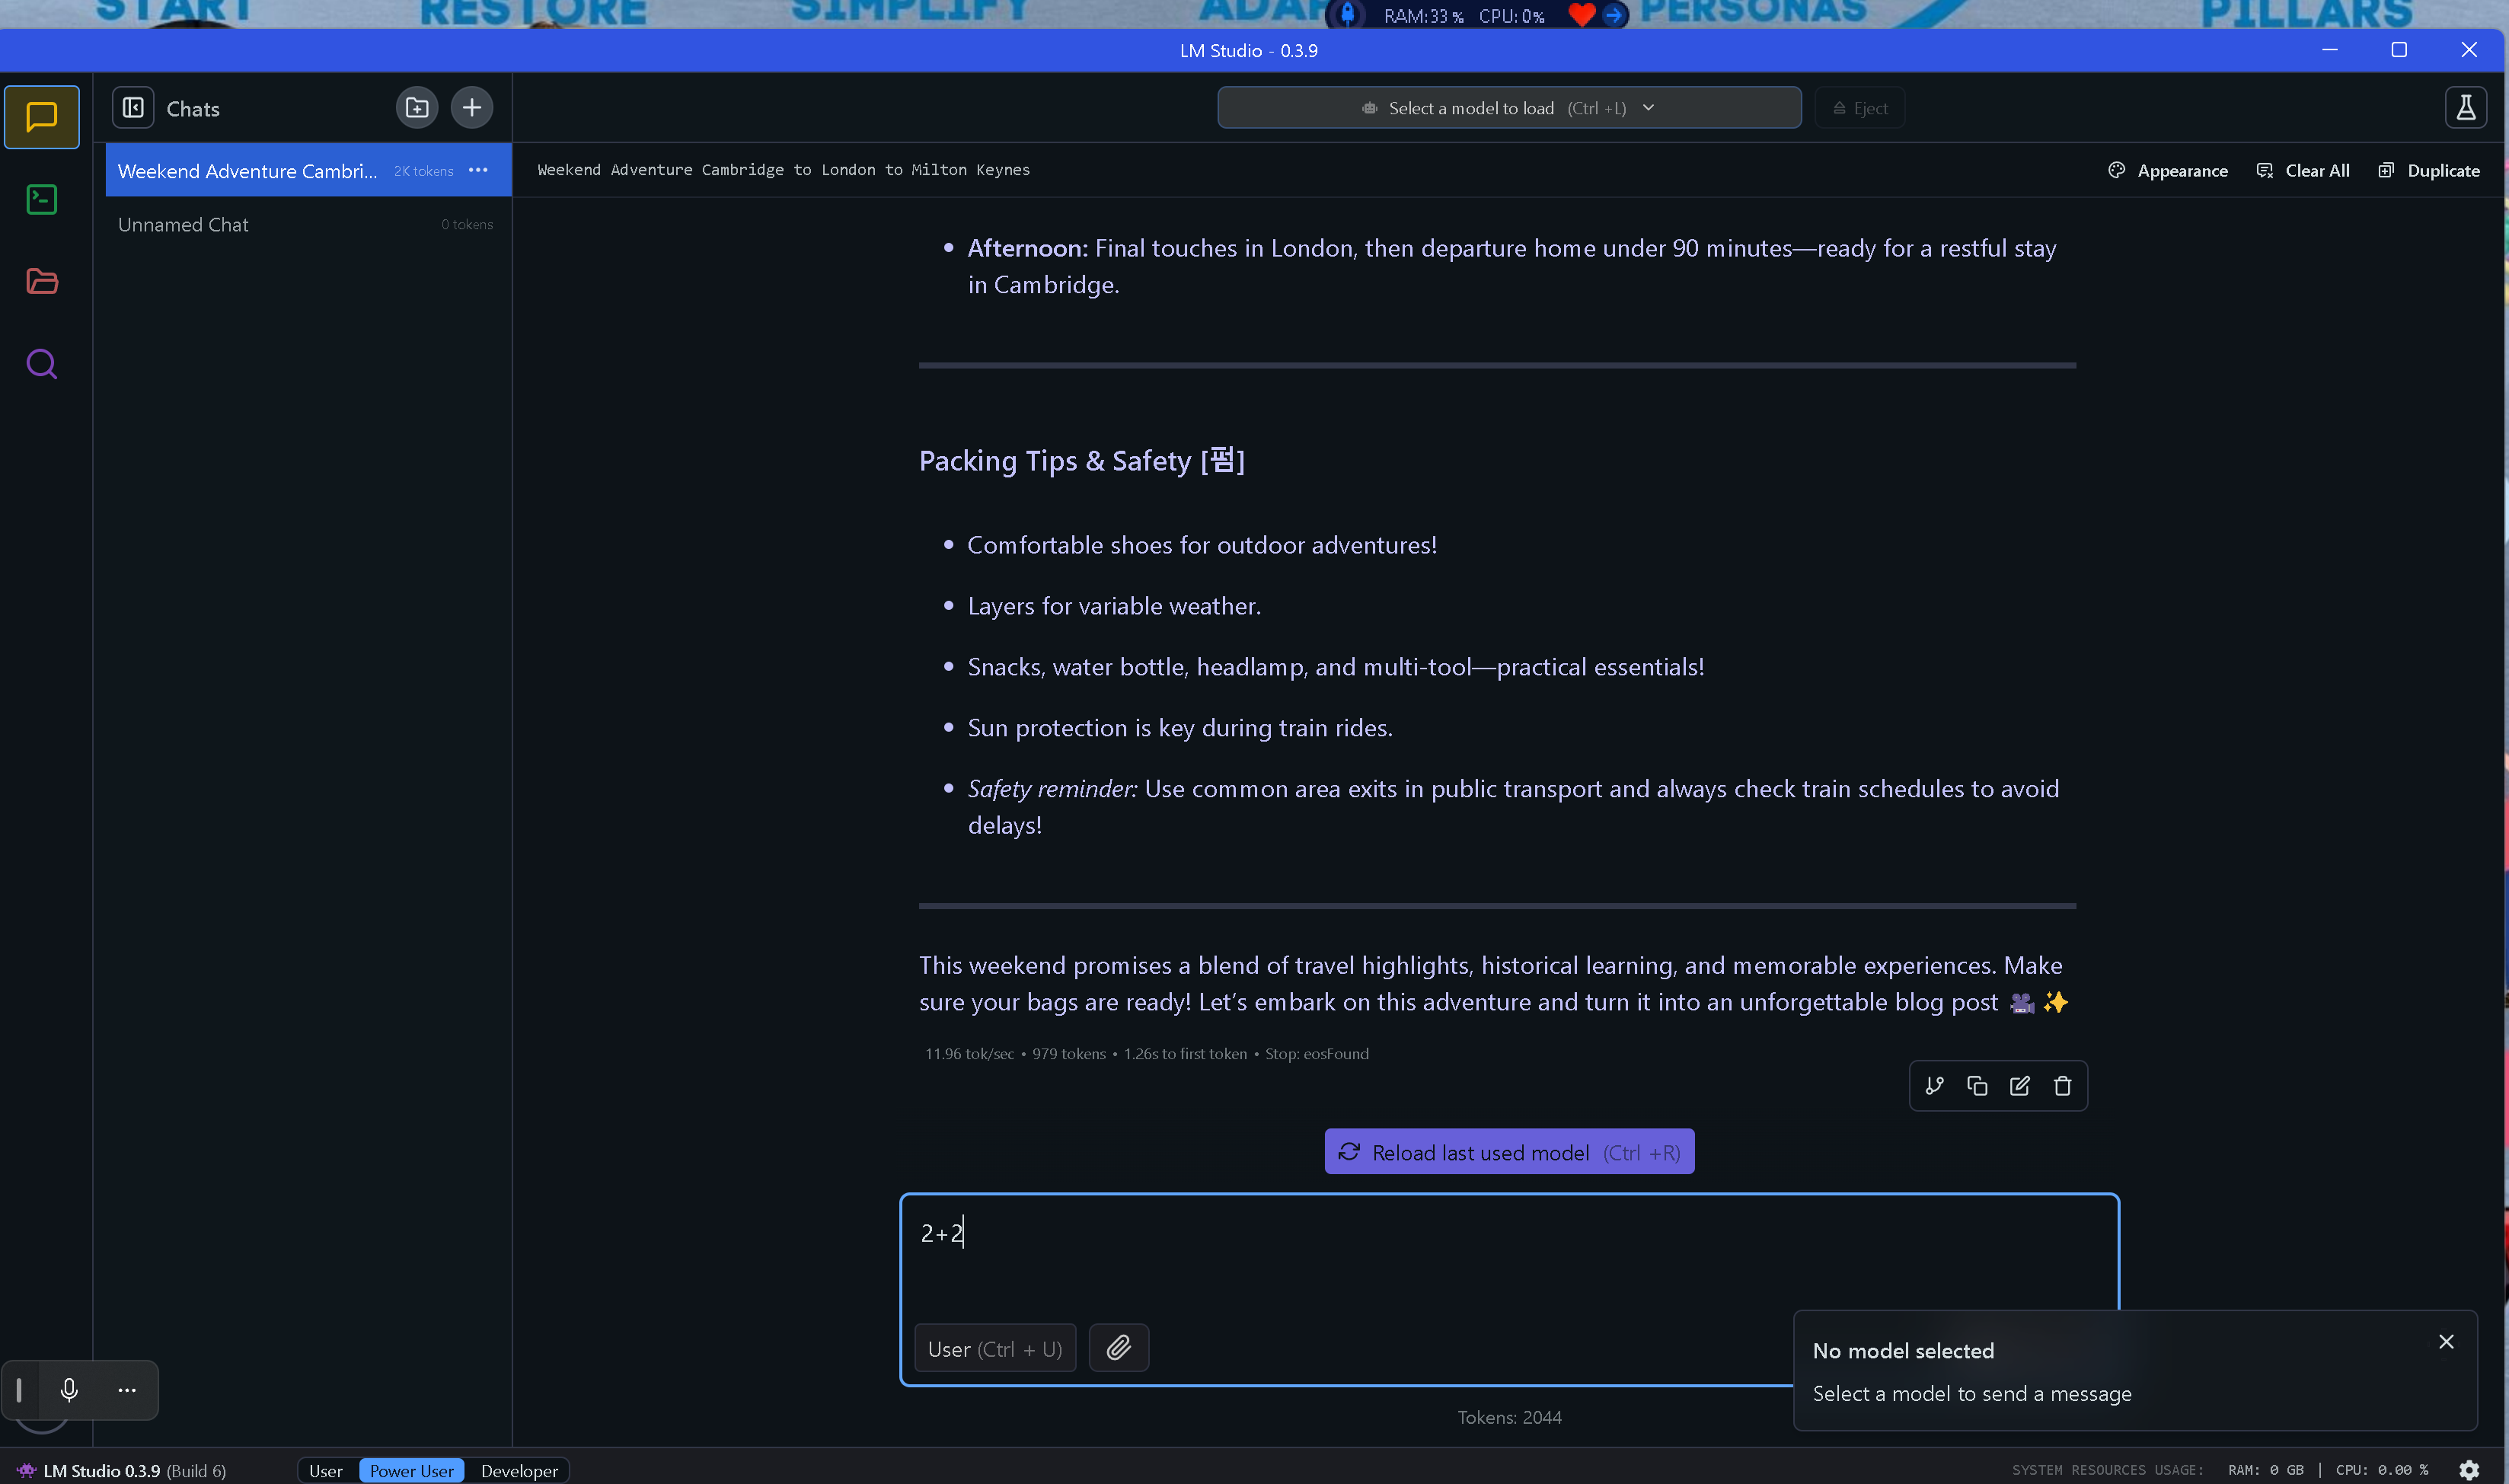 START RESTORE SIMPLIFY PERSONAS PILLARS
RAM:33% CPU:0%
LM Studio - 0.3.9
Chats
Select a model to load (Ctrl +L)
Eject
Weekend Adventure Cambri... 2K tokens
Unnamed Chat 0 tokens
Weekend Adventure Cambridge to London to Milton Keynes
Appearance Clear All Duplicate
Afternoon: Final touches in London, then departure home under 90 minutes—ready for a restful stay
in Cambridge.
Packing Tips & Safety [펌]
Comfortable shoes for outdoor adventures!
Layers for variable weather.
Snacks, water bottle, headlamp, and multi-tool—practical essentials!
Sun protection is key during train rides.
Safety reminder: Use common area exits in public transport and always check train schedules to avoid
delays!
This weekend promises a blend of travel highlights, historical learning, and memorable experiences. Make
sure your bags are ready! Let’s embark on this adventure and turn it into an unforgettable blog post 🎥 ✨
11.96 tok/sec • 979 tokens • 1.26s to first token • Stop: eosFound
Reload last used model (Ctrl +R)
2+2
User (Ctrl + U)
No model selected
Select a model to send a message
Tokens: 2044
LM Studio 0.3.9 (Build 6)
User Power User Developer
SYSTEM RESOURCES USAGE: RAM: 0 GB | CPU: 0.00 %